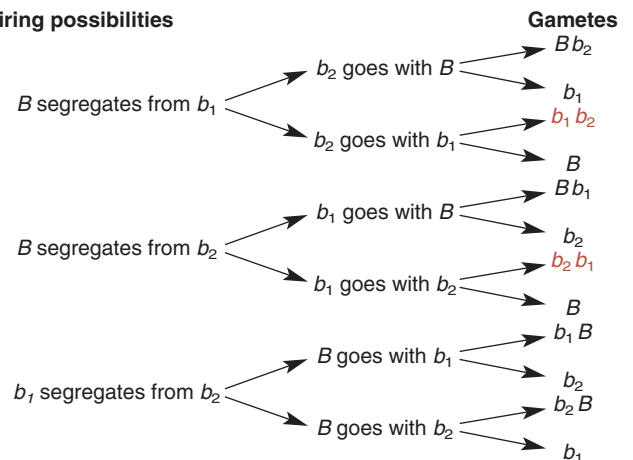 iring possibilities
Gametes
B b₂
b₂ goes with B
b₁
B segregates from b₁
b₁ b₂
b₂ goes with b₁
B
B b₁
b₁ goes with B
b₂
B segregates from b₂
b₂ b₁
b₁ goes with b₂
B
b₁ B
B goes with b₁
b₂
b₁ segregates from b₂
b₂ B
B goes with b₂
b₁